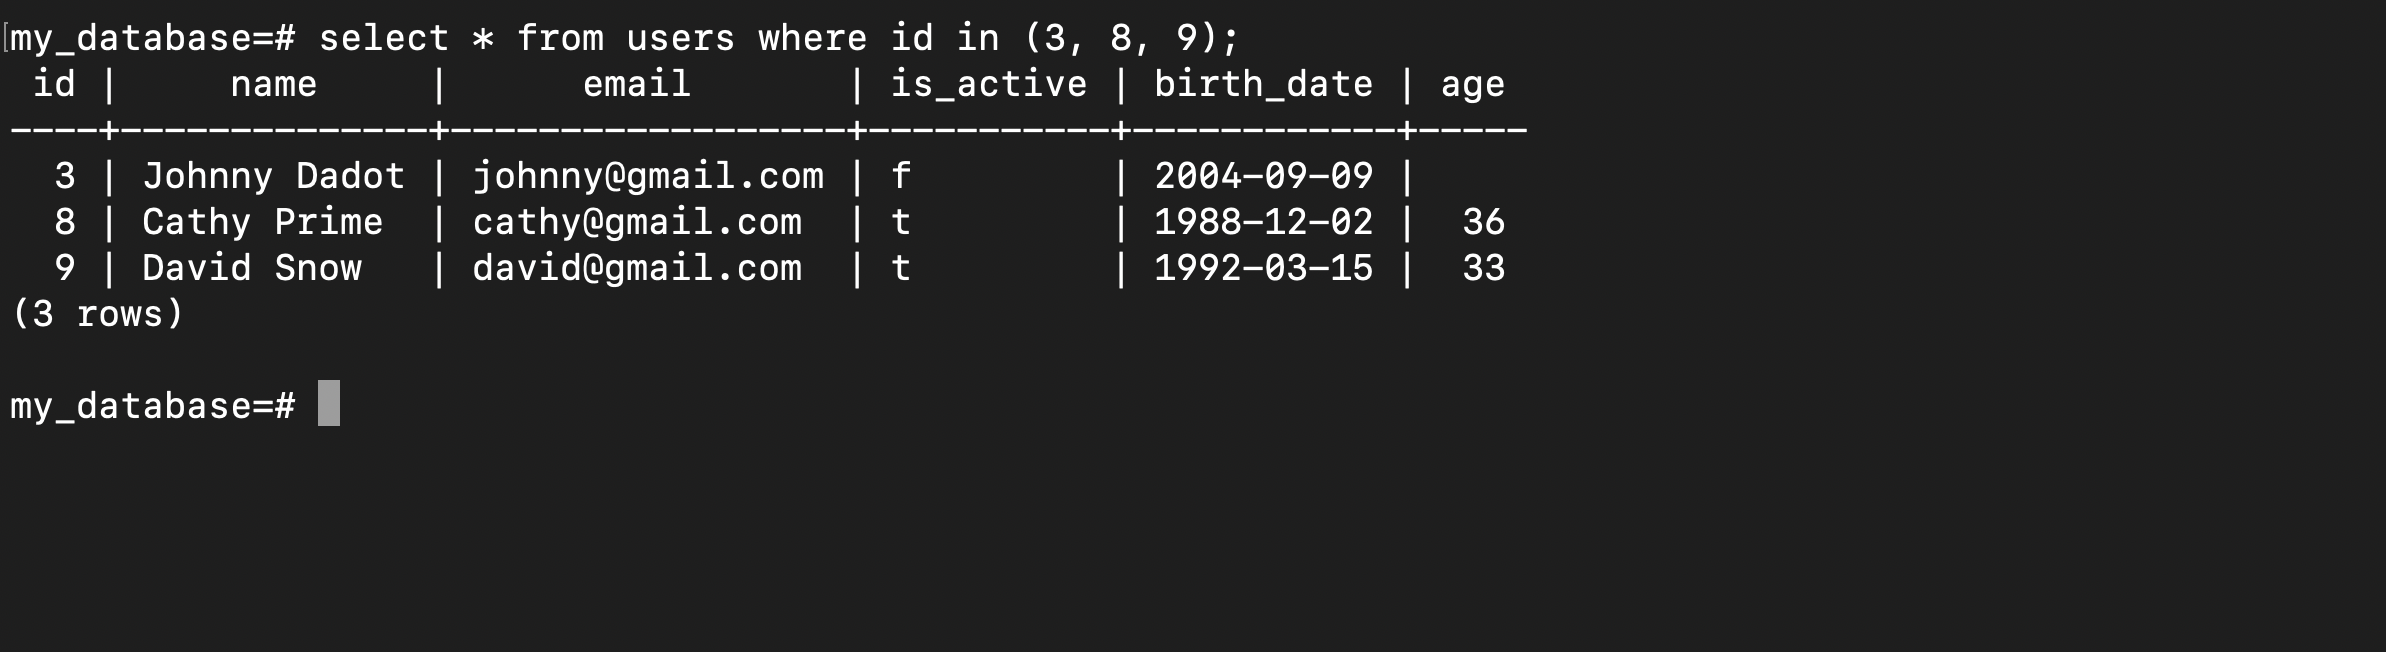 my_database=# select * from users where id in (3, 8, 9);
 id |     name     |      email       | is_active | birth_date | age
----+--------------+------------------+-----------+------------+-----
  3 | Johnny Dadot | johnny@gmail.com | f         | 2004-09-09 |
  8 | Cathy Prime  | cathy@gmail.com  | t         | 1988-12-02 |  36
  9 | David Snow   | david@gmail.com  | t         | 1992-03-15 |  33
(3 rows)
my_database=#